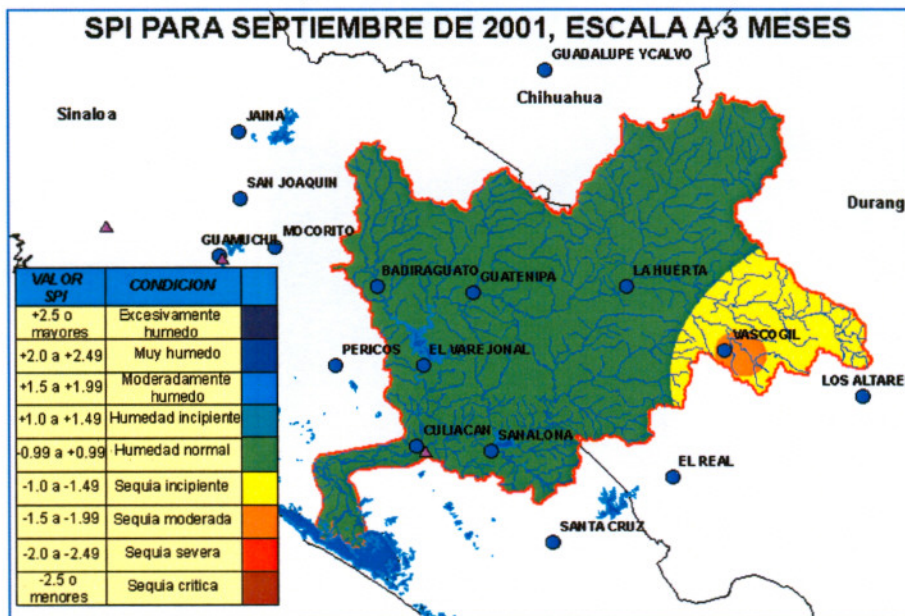 SPI PARA SEPTIEMBRE DE 2001, ESCALA A 3 MESES
GUADALUPE YCALVO
Chihuahua
Sinaloa
JAINA
SAN JOAQUIN
Durang
MOCORITO
GUAMUCHIL
BADIRAGUATO
GUATENIPA
LA HUERTA
VASCOGIL
PERICOS
EL VAREJONAL
LOS ALTARE
CULIACAN
SANALONA
EL REAL
SANTA CRUZ
VALOR SPI CONDICION
+2.5 o mayores Excesivamente humedo
+2.0 a +2.49 Muy humedo
+1.5 a +1.99 Moderadamente humedo
+1.0 a +1.49 Humedad incipiente
-0.99 a +0.99 Humedad normal
-1.0 a -1.49 Sequia incipiente
-1.5 a -1.99 Sequia moderada
-2.0 a -2.49 Sequia severa
-2.5 o menores Sequia critica